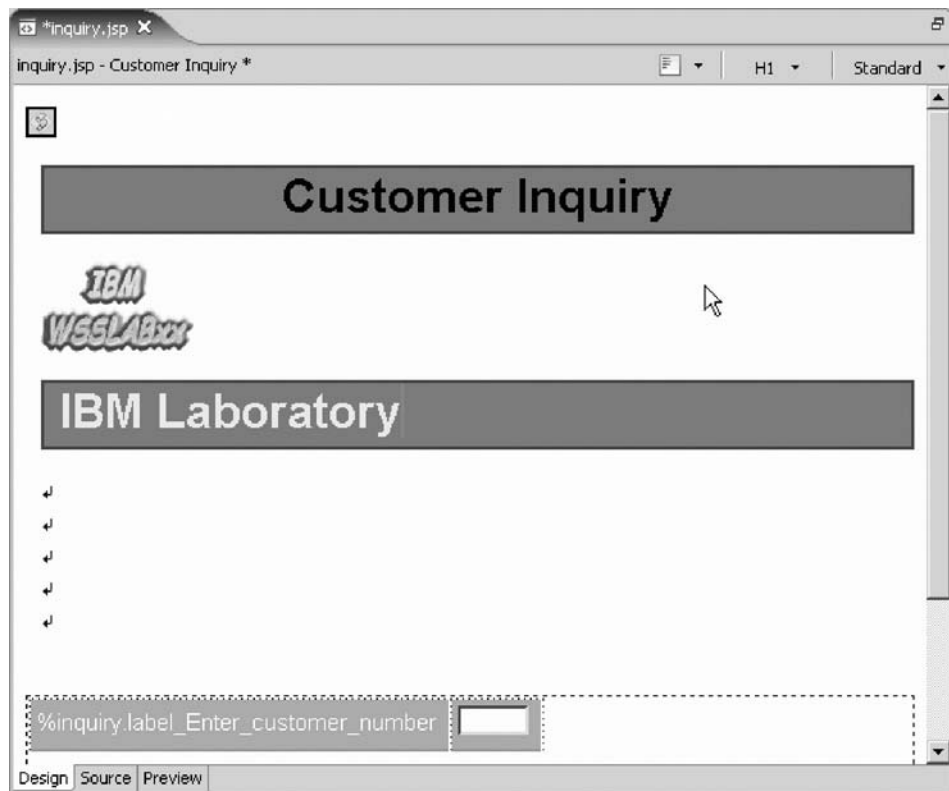 *inquiry.jsp
inquiry.jsp - Customer Inquiry *
H1
Standard
Customer Inquiry
IBM
WSSLABxx
IBM Laboratory
%inquiry.label_Enter_customer_number
Design Source Preview